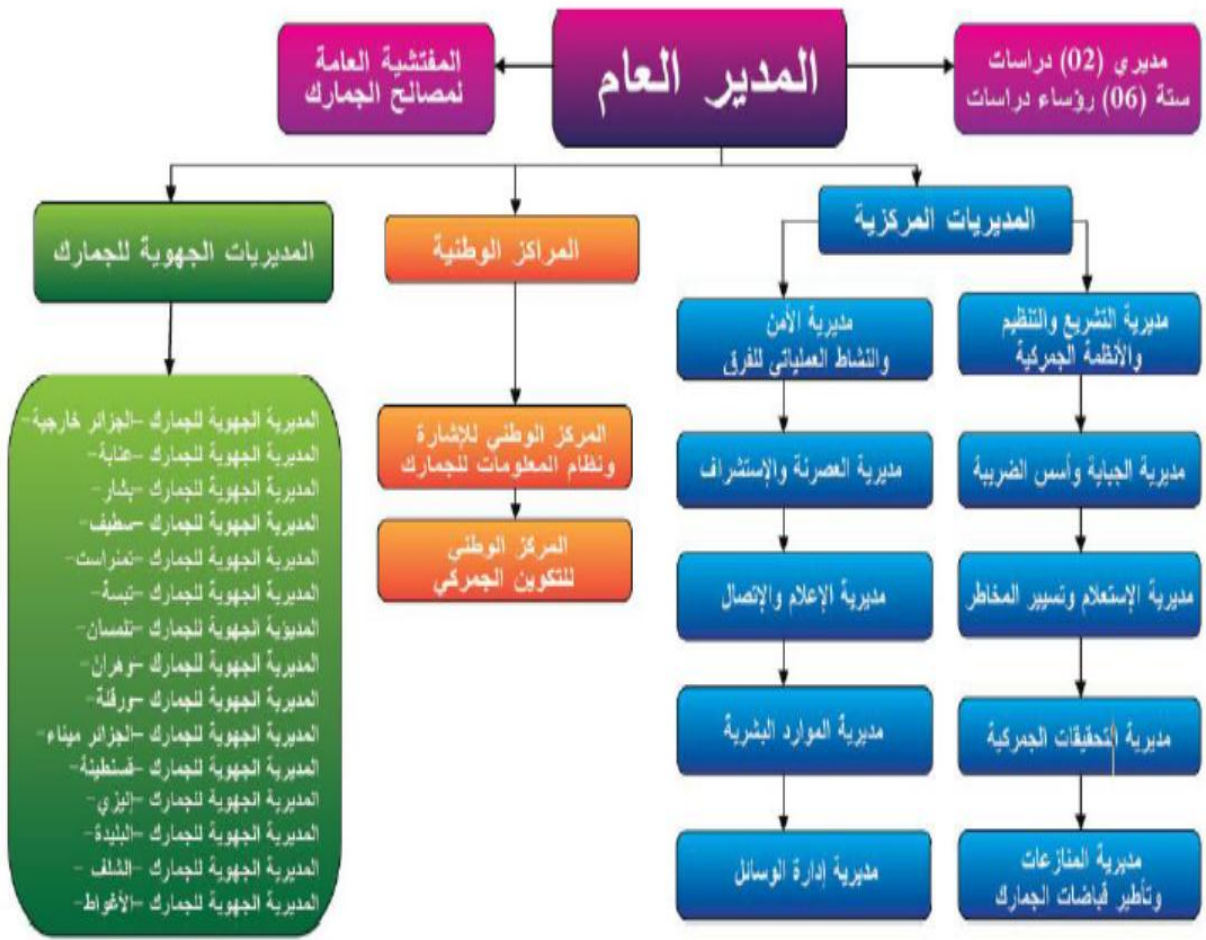 مديري (02) دراسات
ستة (06) رؤساء دراسات
المدير العام
المفتشية العامة
لمصالح الجمارك
المديريات المركزية
المراكز الوطنية
المديريات الجهوية للجمارك
مديرية التشريع والتنظيم
والأنظمة الجمركية
مديرية الجباية وأسس الضريبة
مديرية الإستعلام وتسيير المخاطر
مديرية التحقيقات الجمركية
مديرية المنازعات
وتأطير قباضات الجمارك
مديرية الأمن
والنشاط العملياتي للفرق
مديرية العصرنة والإستشراف
مديرية الإعلام والإتصال
مديرية الموارد البشرية
مديرية إدارة الوسائل
المركز الوطني للإشارة
ونظام المعلومات للجمارك
المركز الوطني
للتكوين الجمركي
المديرية الجهوية للجمارك -الجزائر خارجية-
المديرية الجهوية للجمارك -عنابة-
المديرية الجهوية للجمارك -بشار-
المديرية الجهوية للجمارك -سطيف-
المديرية الجهوية للجمارك -تمنراست-
المديرية الجهوية للجمارك -تبسة-
المديرية الجهوية للجمارك -تلمسان-
المديرية الجهوية للجمارك -وهران-
المديرية الجهوية للجمارك -ورقلة-
المديرية الجهوية للجمارك -الجزائر ميناء-
المديرية الجهوية للجمارك -قسنطينة-
المديرية الجهوية للجمارك -إليزي-
المديرية الجهوية للجمارك -البليدة-
المديرية الجهوية للجمارك -الشلف -
المديرية الجهوية للجمارك -الأغواط-